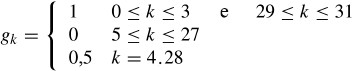 1 0 ≤ k ≤ 3 e 29 ≤ k ≤ 31
g_k = { 0 5 ≤ k ≤ 27
0,5 k = 4.28